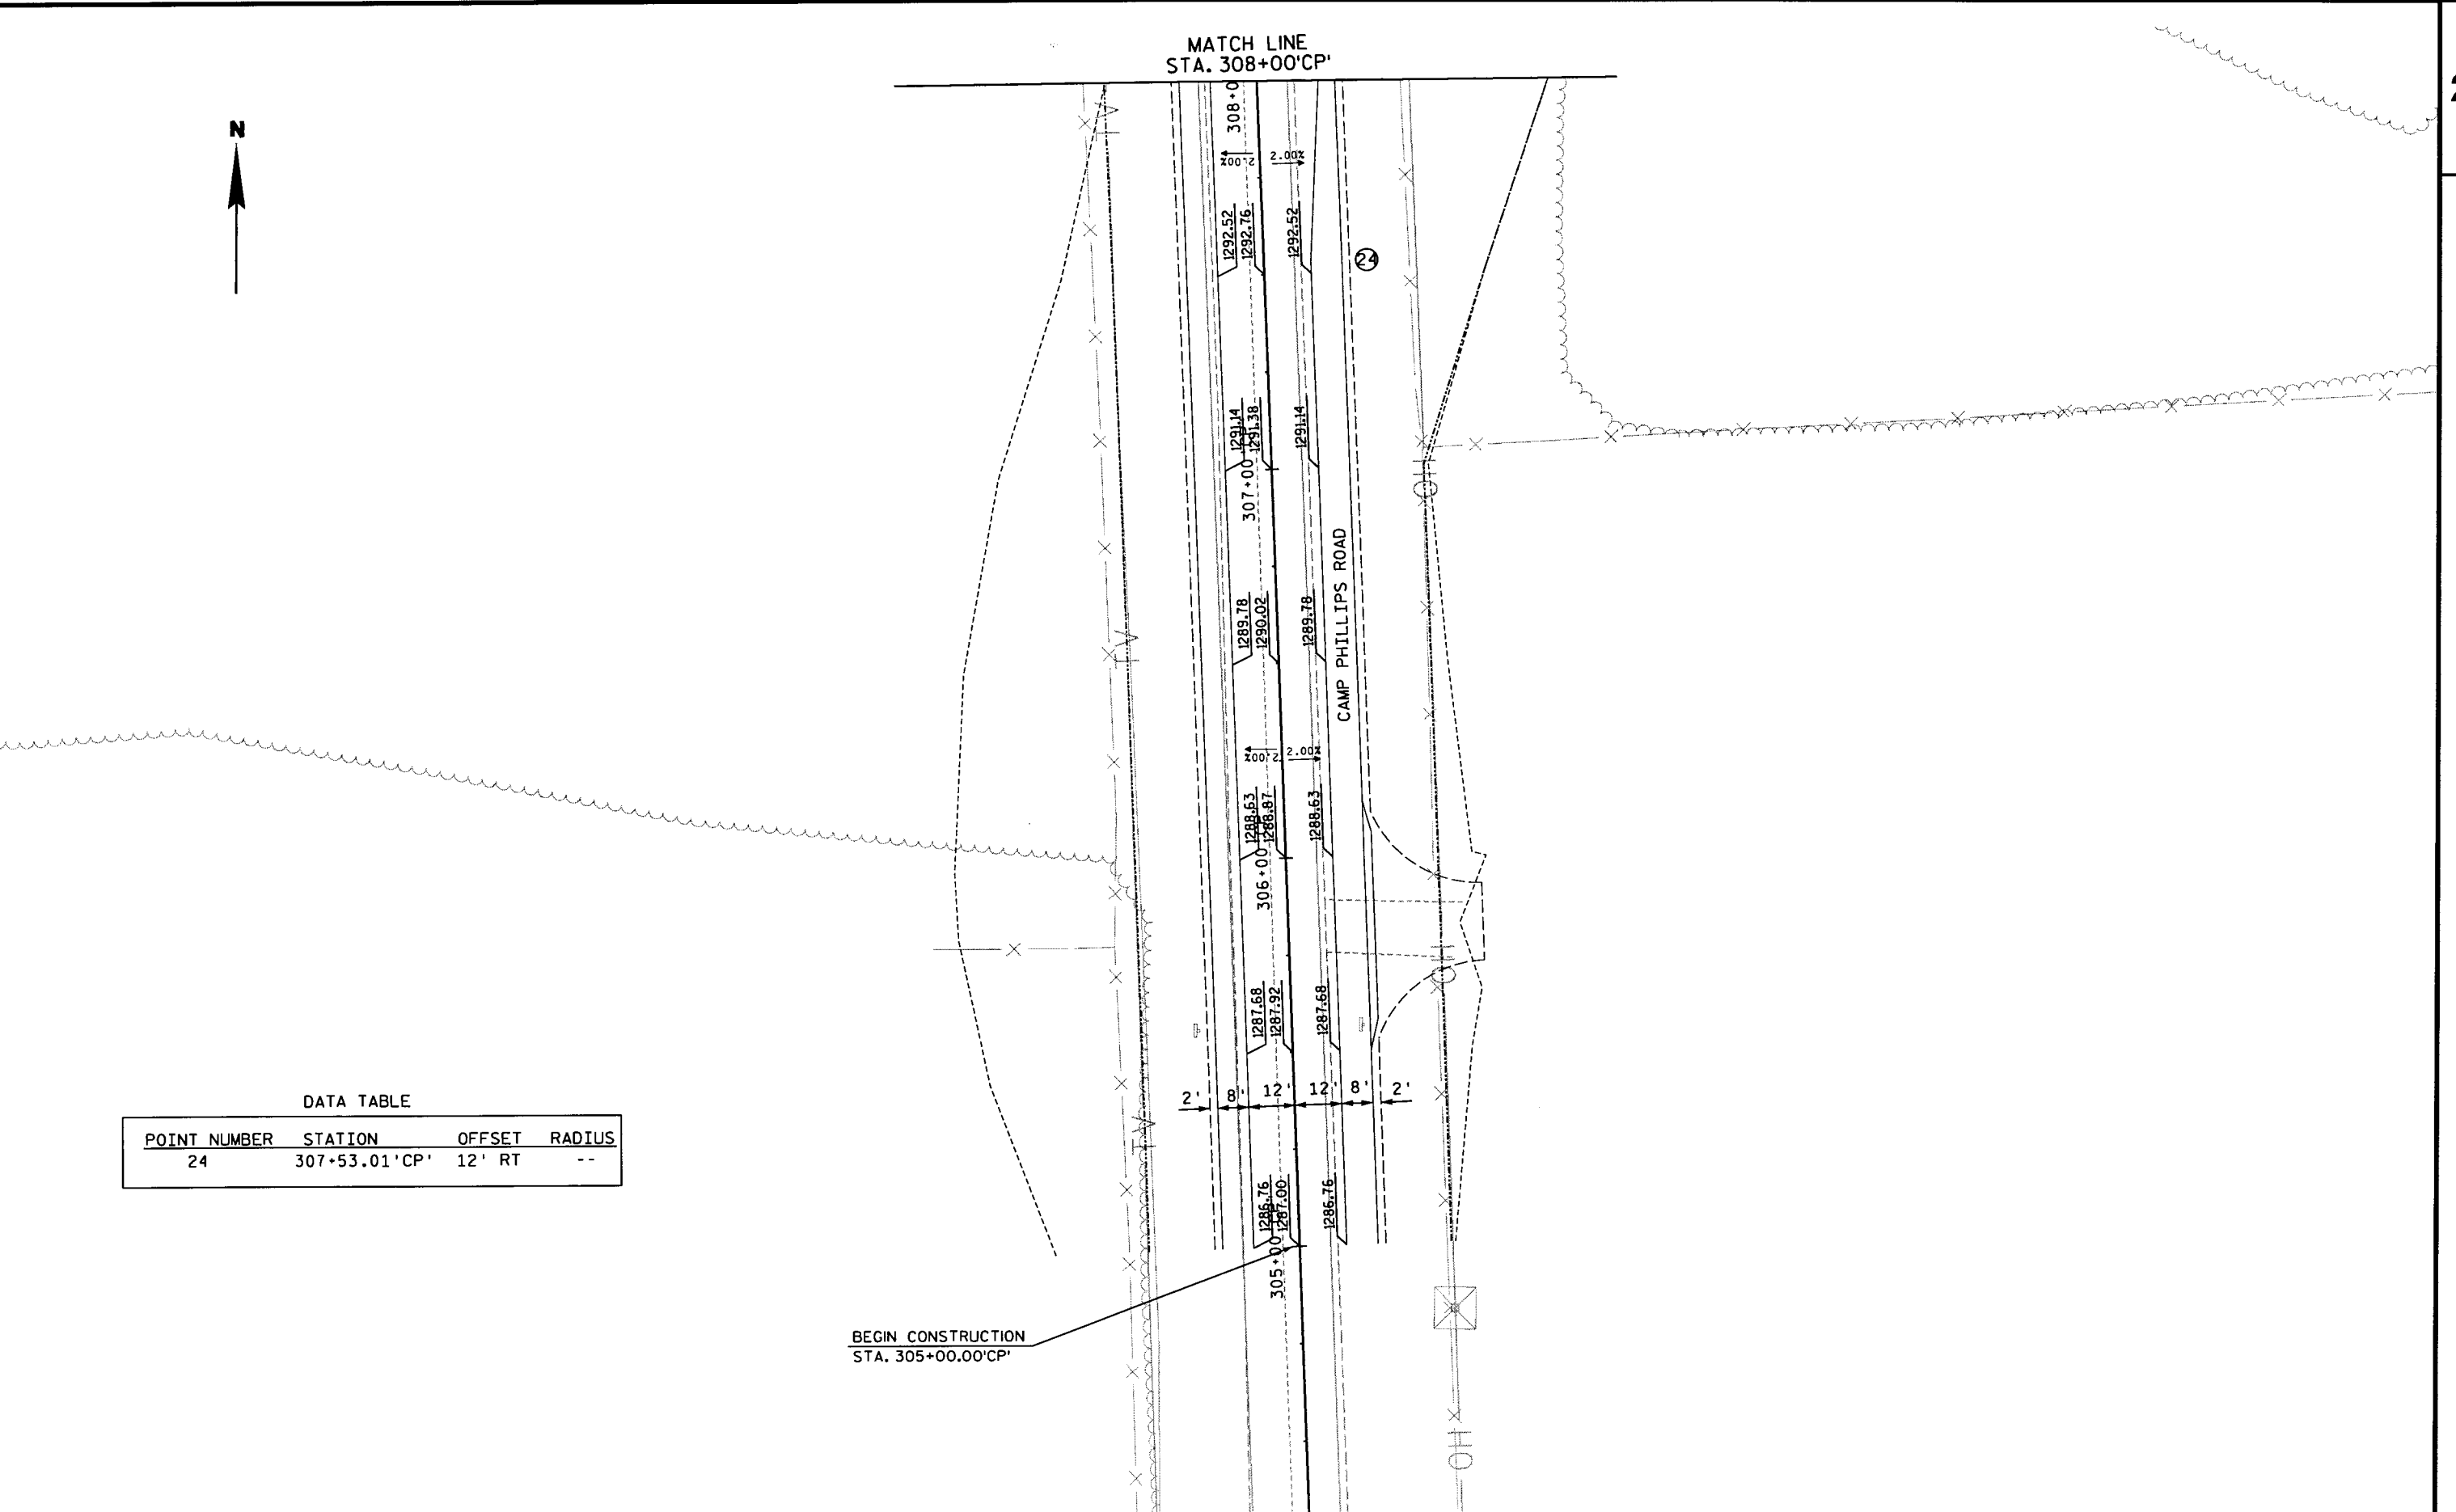 MATCH LINE
STA. 308+00'CP'
N
308+0
2.00% 2.00%
1292.52 1292.76 1292.52
24
1291.14 1291.38 1291.14
307+00
1289.78 1290.02 1289.78
CAMP PHILLIPS ROAD
OH
2.00% 2.00%
1288.63 1288.87 1288.63
306+00
OH
1287.68 1287.92 1287.68
2' 8' 12' 12' 8' 2'
DATA TABLE
POINT NUMBER STATION OFFSET RADIUS
24 307+53.01'CP' 12' RT --
1286.76 1287.00 1286.76
305+00
BEGIN CONSTRUCTION
STA. 305+00.00'CP'
OH